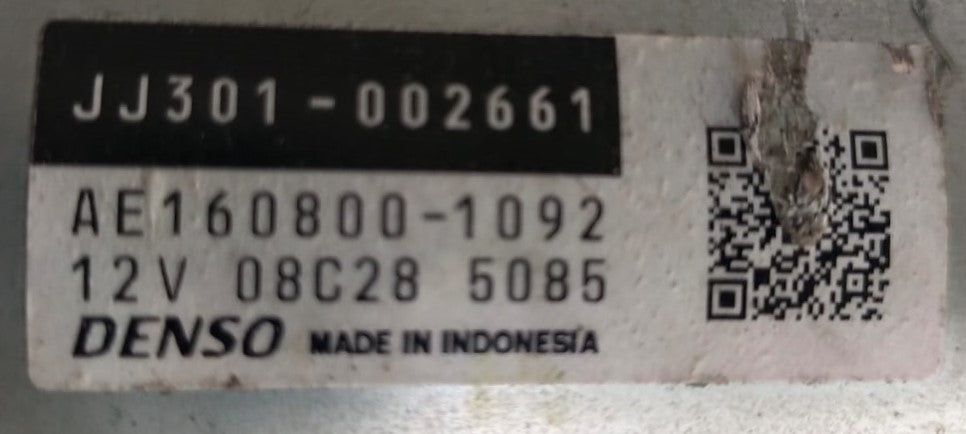 JJ301-002661
AE160800-1092
12V 08C28 5085
DENSO MADE IN INDONESIA